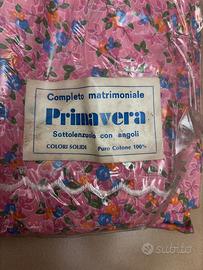 Completo matrimoniale
Primavera
Sottolenzuolo con angoli
COLORI SOLIDI Puro Cotone 100%
subito